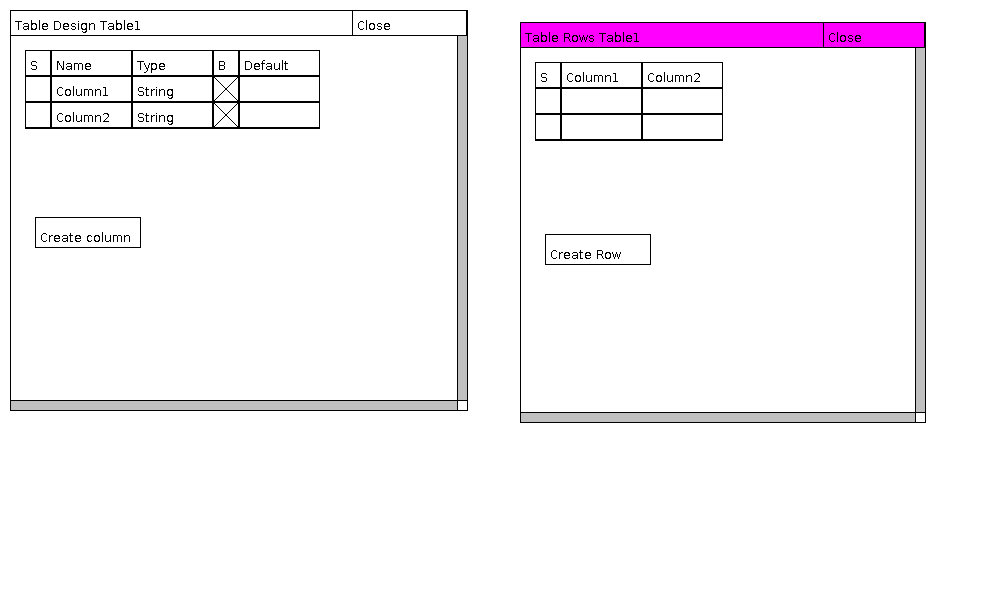 Table Design Table1 Close
S Name Type B Default
Column1 String
Column2 String
Create column
Table Rows Table1 Close
S Column1 Column2
Create Row